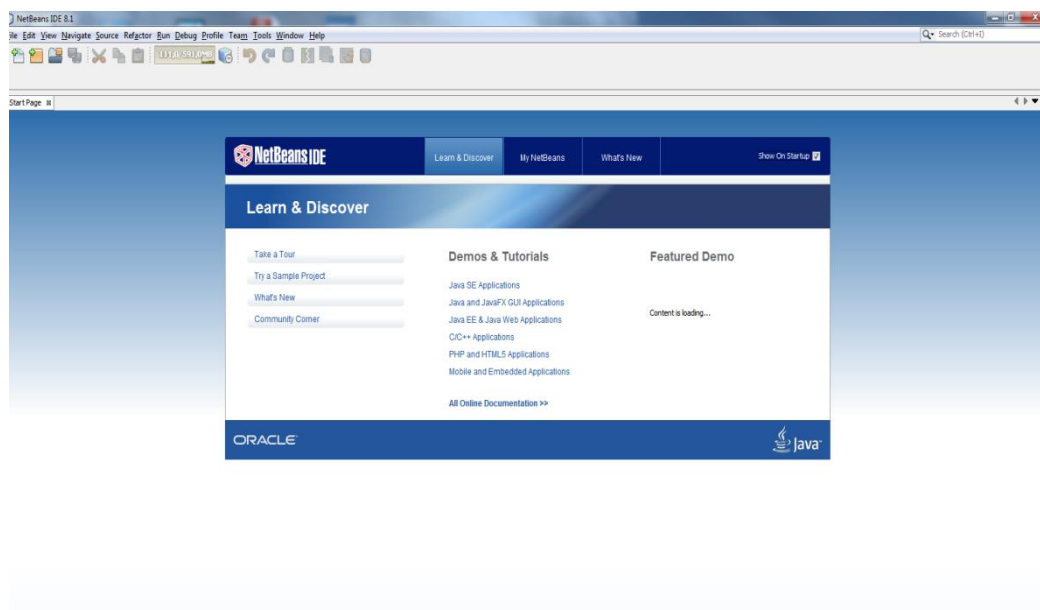 NetBeans IDE 8.1
ile Edit View Navigate Source Refactor Run Debug Profile Team Tools Window Help
Search (Ctrl+I)
Start Page
NetBeans IDE
Learn & Discover
My NetBeans
What's New
Show On Startup
Learn & Discover
Take a Tour
Try a Sample Project
What's New
Community Corner
Demos & Tutorials
Java SE Applications
Java and JavaFX GUI Applications
Java EE & Java Web Applications
C/C++ Applications
PHP and HTML5 Applications
Mobile and Embedded Applications
All Online Documentation >>
Featured Demo
Content is loading...
ORACLE
Java